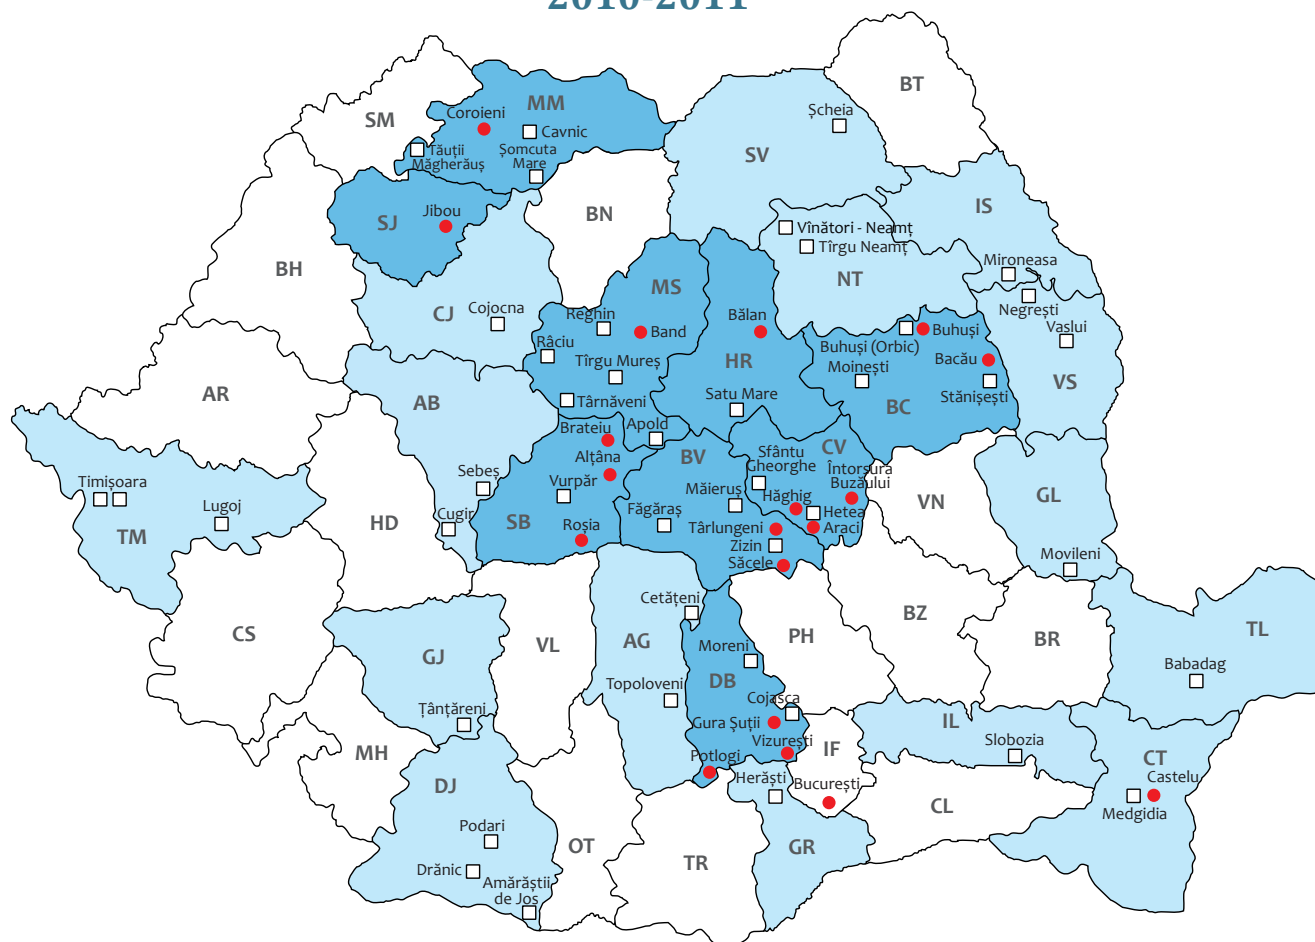 2010-2011
BT
MM
SM
Coroieni
Cavnic
Șcheia
Tăuții
Măgherăuș
Șomcuta
Mare
SV
SJ
Jibou
BN
IS
Vînători - Neamț
Tîrgu Neamț
BH
Mironeasa
NT
MS
CJ
Cojocna
Reghin
Band
Bălan
Negrești
Buhuși
Vaslui
Râciu
Buhuși (Orbic)
Bacău
Tîrgu Mureș
HR
Moinești
VS
AR
AB
Târnăveni
Satu Mare
Stănișești
BC
Brateiu
Apold
Alțâna
BV
Sfântu
Gheorghe
CV
Întorsura
Buzăului
Sebeș
Timișoara
Vurpăr
Măieruș
Hăghig
VN
GL
Lugoj
Făgăraș
Hetea
TM
HD
Cugir
SB
Roșia
Târlungeni
Araci
Zizin
Săcele
Movileni
Cetățeni
BZ
CS
VL
AG
PH
BR
TL
GJ
Moreni
DB
Babadag
Topoloveni
Cojasca
Țânțăreni
Gura Șuții
IL
Vizurești
IF
Slobozia
MH
Potlogi
CT
DJ
Herăști
București
Castelu
CL
Medgidia
Podari
OT
GR
TR
Drănic
Amărăștii
de Jos